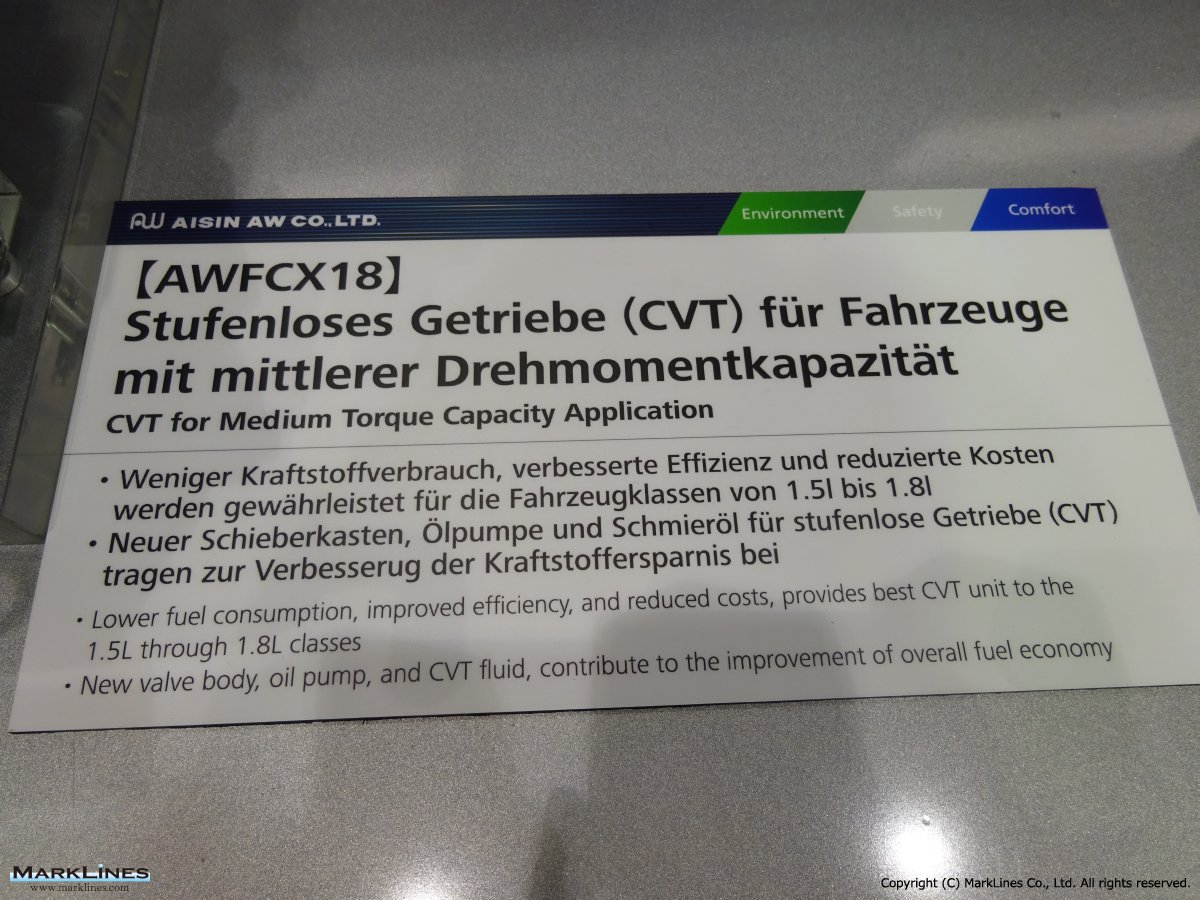 AW AISIN AW CO.,LTD.
Environment
Safety
Comfort
【AWFCX18】
Stufenloses Getriebe (CVT) für Fahrzeuge
mit mittlerer Drehmomentkapazität
CVT for Medium Torque Capacity Application
・Weniger Kraftstoffverbrauch, verbesserte Effizienz und reduzierte Kosten
werden gewährleistet für die Fahrzeugklassen von 1.5l bis 1.8l
・Neuer Schieberkasten, Ölpumpe und Schmieröl für stufenlose Getriebe (CVT)
tragen zur Verbesserug der Kraftstoffersparnis bei
・Lower fuel consumption, improved efficiency, and reduced costs, provides best CVT unit to the
1.5L through 1.8L classes
・New valve body, oil pump, and CVT fluid, contribute to the improvement of overall fuel economy
MARKLINES
www.marklines.com
Copyright (C) MarkLines Co., Ltd. All rights reserved.